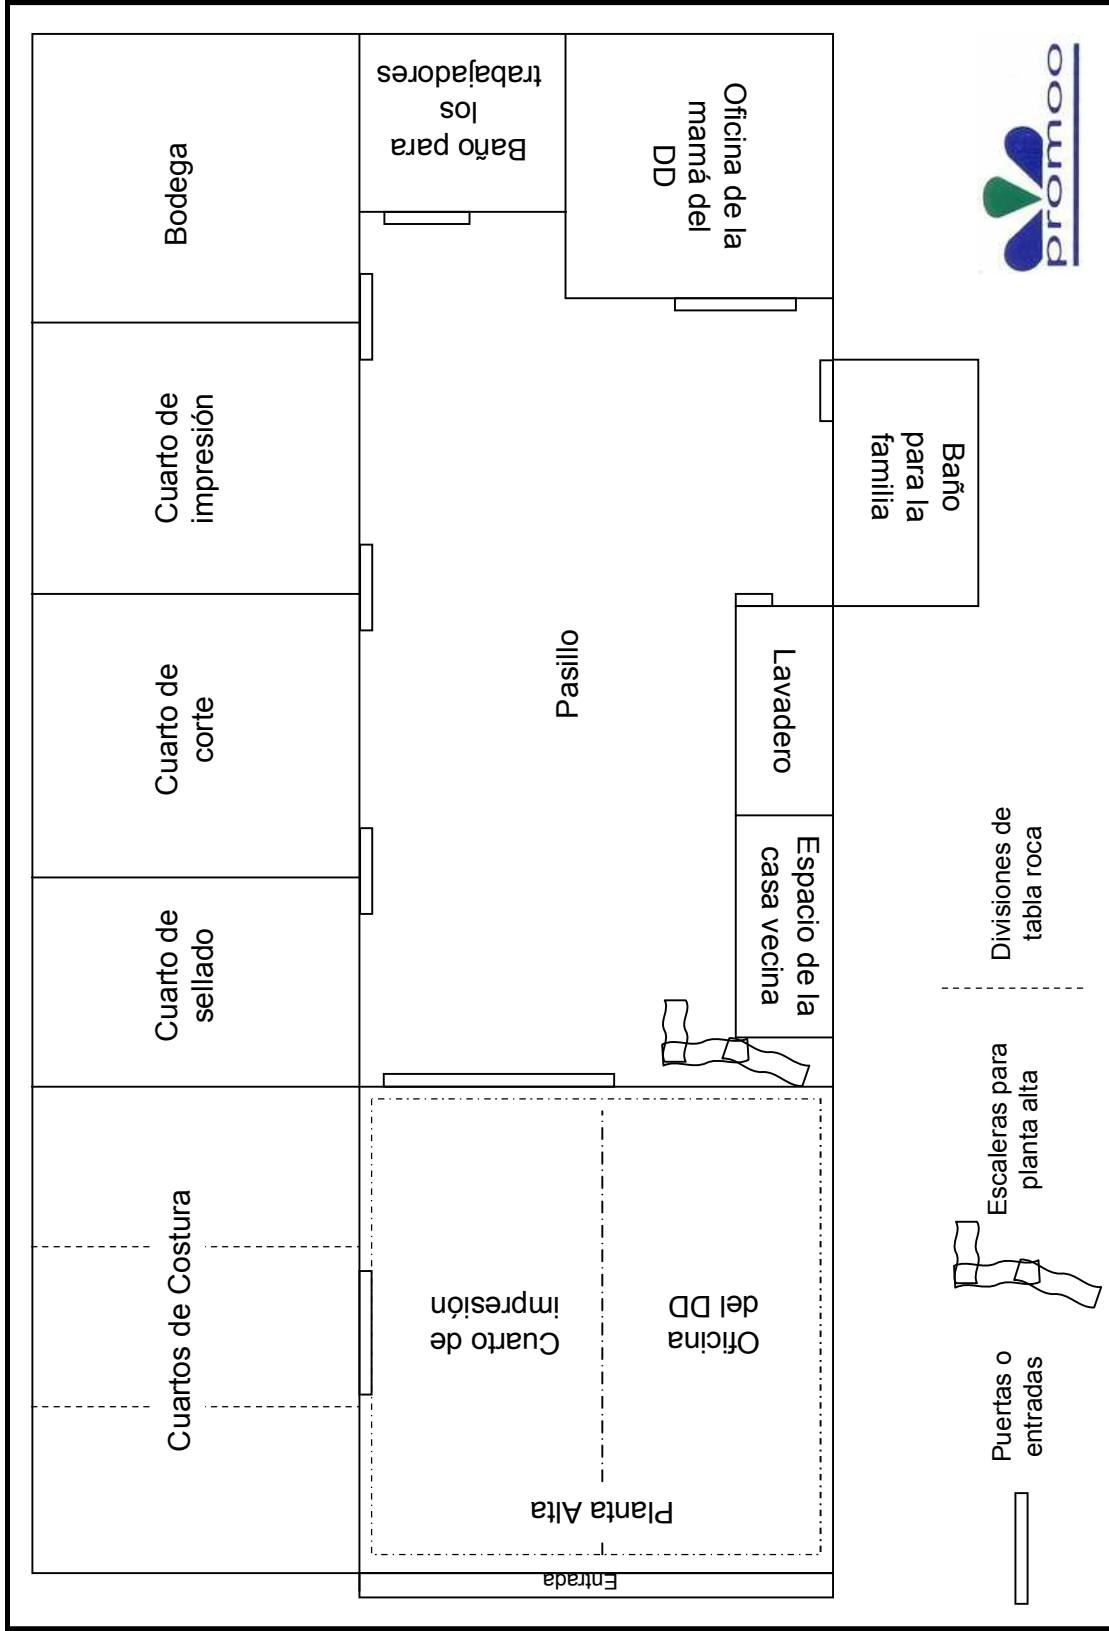 Bodega
Cuarto de
impresión
Cuarto de
corte
Cuarto de
sellado
Cuartos de Costura
Baño para
los
trabajadores
Oficina de la
mamá del
DD
Baño
para la
familia
Pasillo
Lavadero
Espacio de la
casa vecina
Cuarto de
impresión
Oficina
del DD
Planta Alta
Entrada
Puertas o
entradas
Escaleras para
planta alta
Divisiones de
tabla roca
promoo